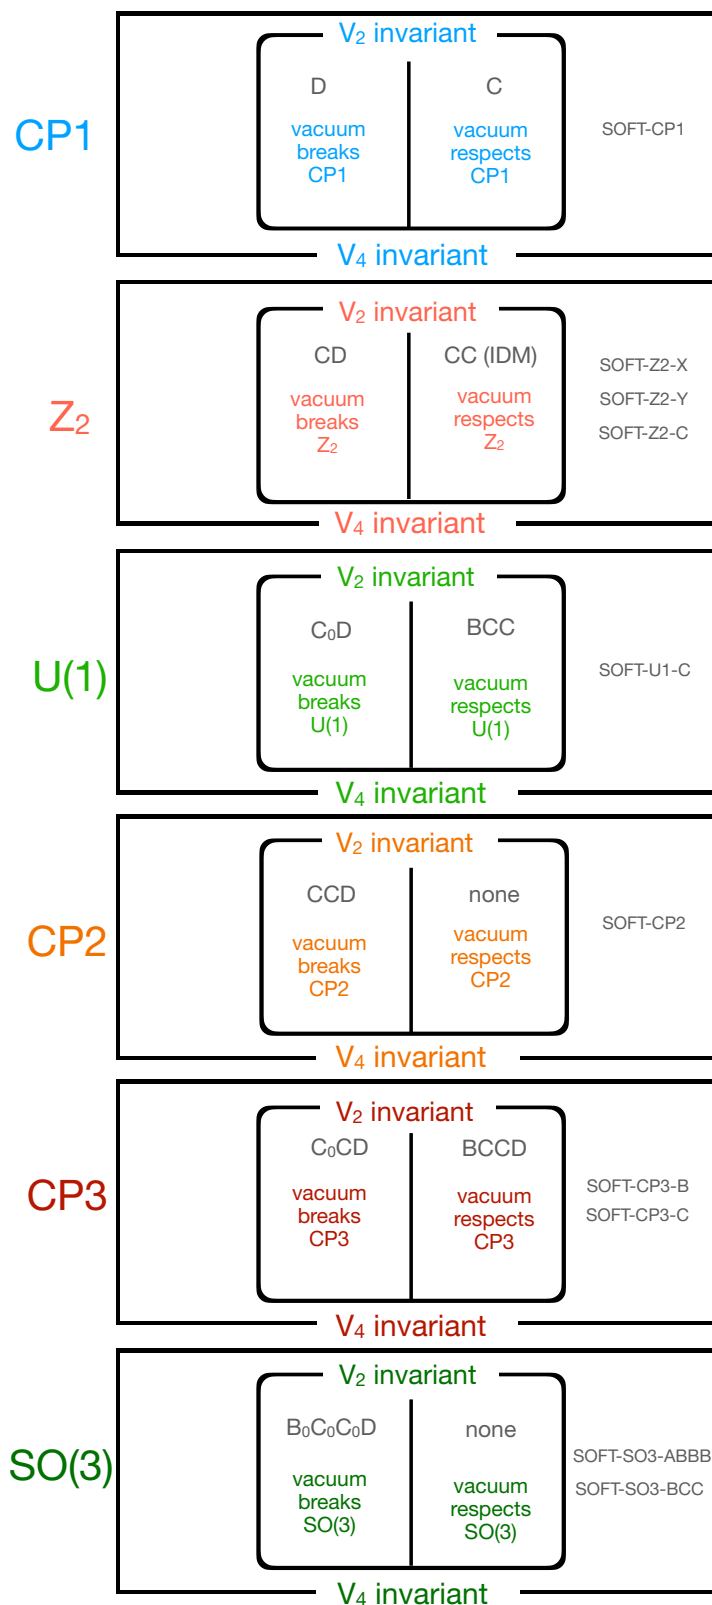 V₂ invariant
D
C
CP1
vacuum
breaks
CP1
vacuum
respects
CP1
SOFT-CP1
V₄ invariant
V₂ invariant
CD
CC (IDM)
Z₂
vacuum
breaks
Z₂
vacuum
respects
Z₂
SOFT-Z2-X
SOFT-Z2-Y
SOFT-Z2-C
V₄ invariant
V₂ invariant
C₀D
BCC
U(1)
vacuum
breaks
U(1)
vacuum
respects
U(1)
SOFT-U1-C
V₄ invariant
V₂ invariant
CCD
none
CP2
vacuum
breaks
CP2
vacuum
respects
CP2
SOFT-CP2
V₄ invariant
V₂ invariant
C₀CD
BCCD
CP3
vacuum
breaks
CP3
vacuum
respects
CP3
SOFT-CP3-B
SOFT-CP3-C
V₄ invariant
V₂ invariant
B₀C₀C₀D
none
SO(3)
vacuum
breaks
SO(3)
vacuum
respects
SO(3)
SOFT-SO3-ABBB
SOFT-SO3-BCC
V₄ invariant